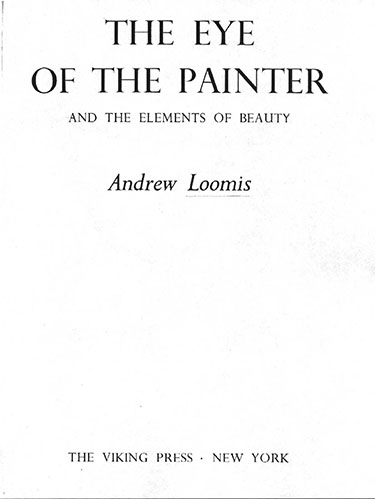 THE EYE
OF THE PAINTER
AND THE ELEMENTS OF BEAUTY
Andrew Loomis
THE VIKING PRESS · NEW YORK